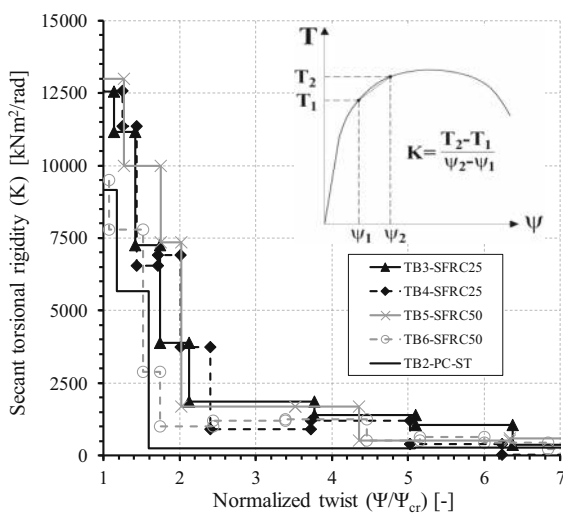 15000
12500
10000
7500
5000
2500
0
Secant torsional rigidity (K) [kNm²/rad]
1 2 3 4 5 6 7
Normalized twist (Ψ/Ψcr) [-]
T
T₂
T₁
K= T₂-T₁ / ψ₂-ψ₁
ψ₁ ψ₂ Ψ
TB3-SFRC25
TB4-SFRC25
TB5-SFRC50
TB6-SFRC50
TB2-PC-ST